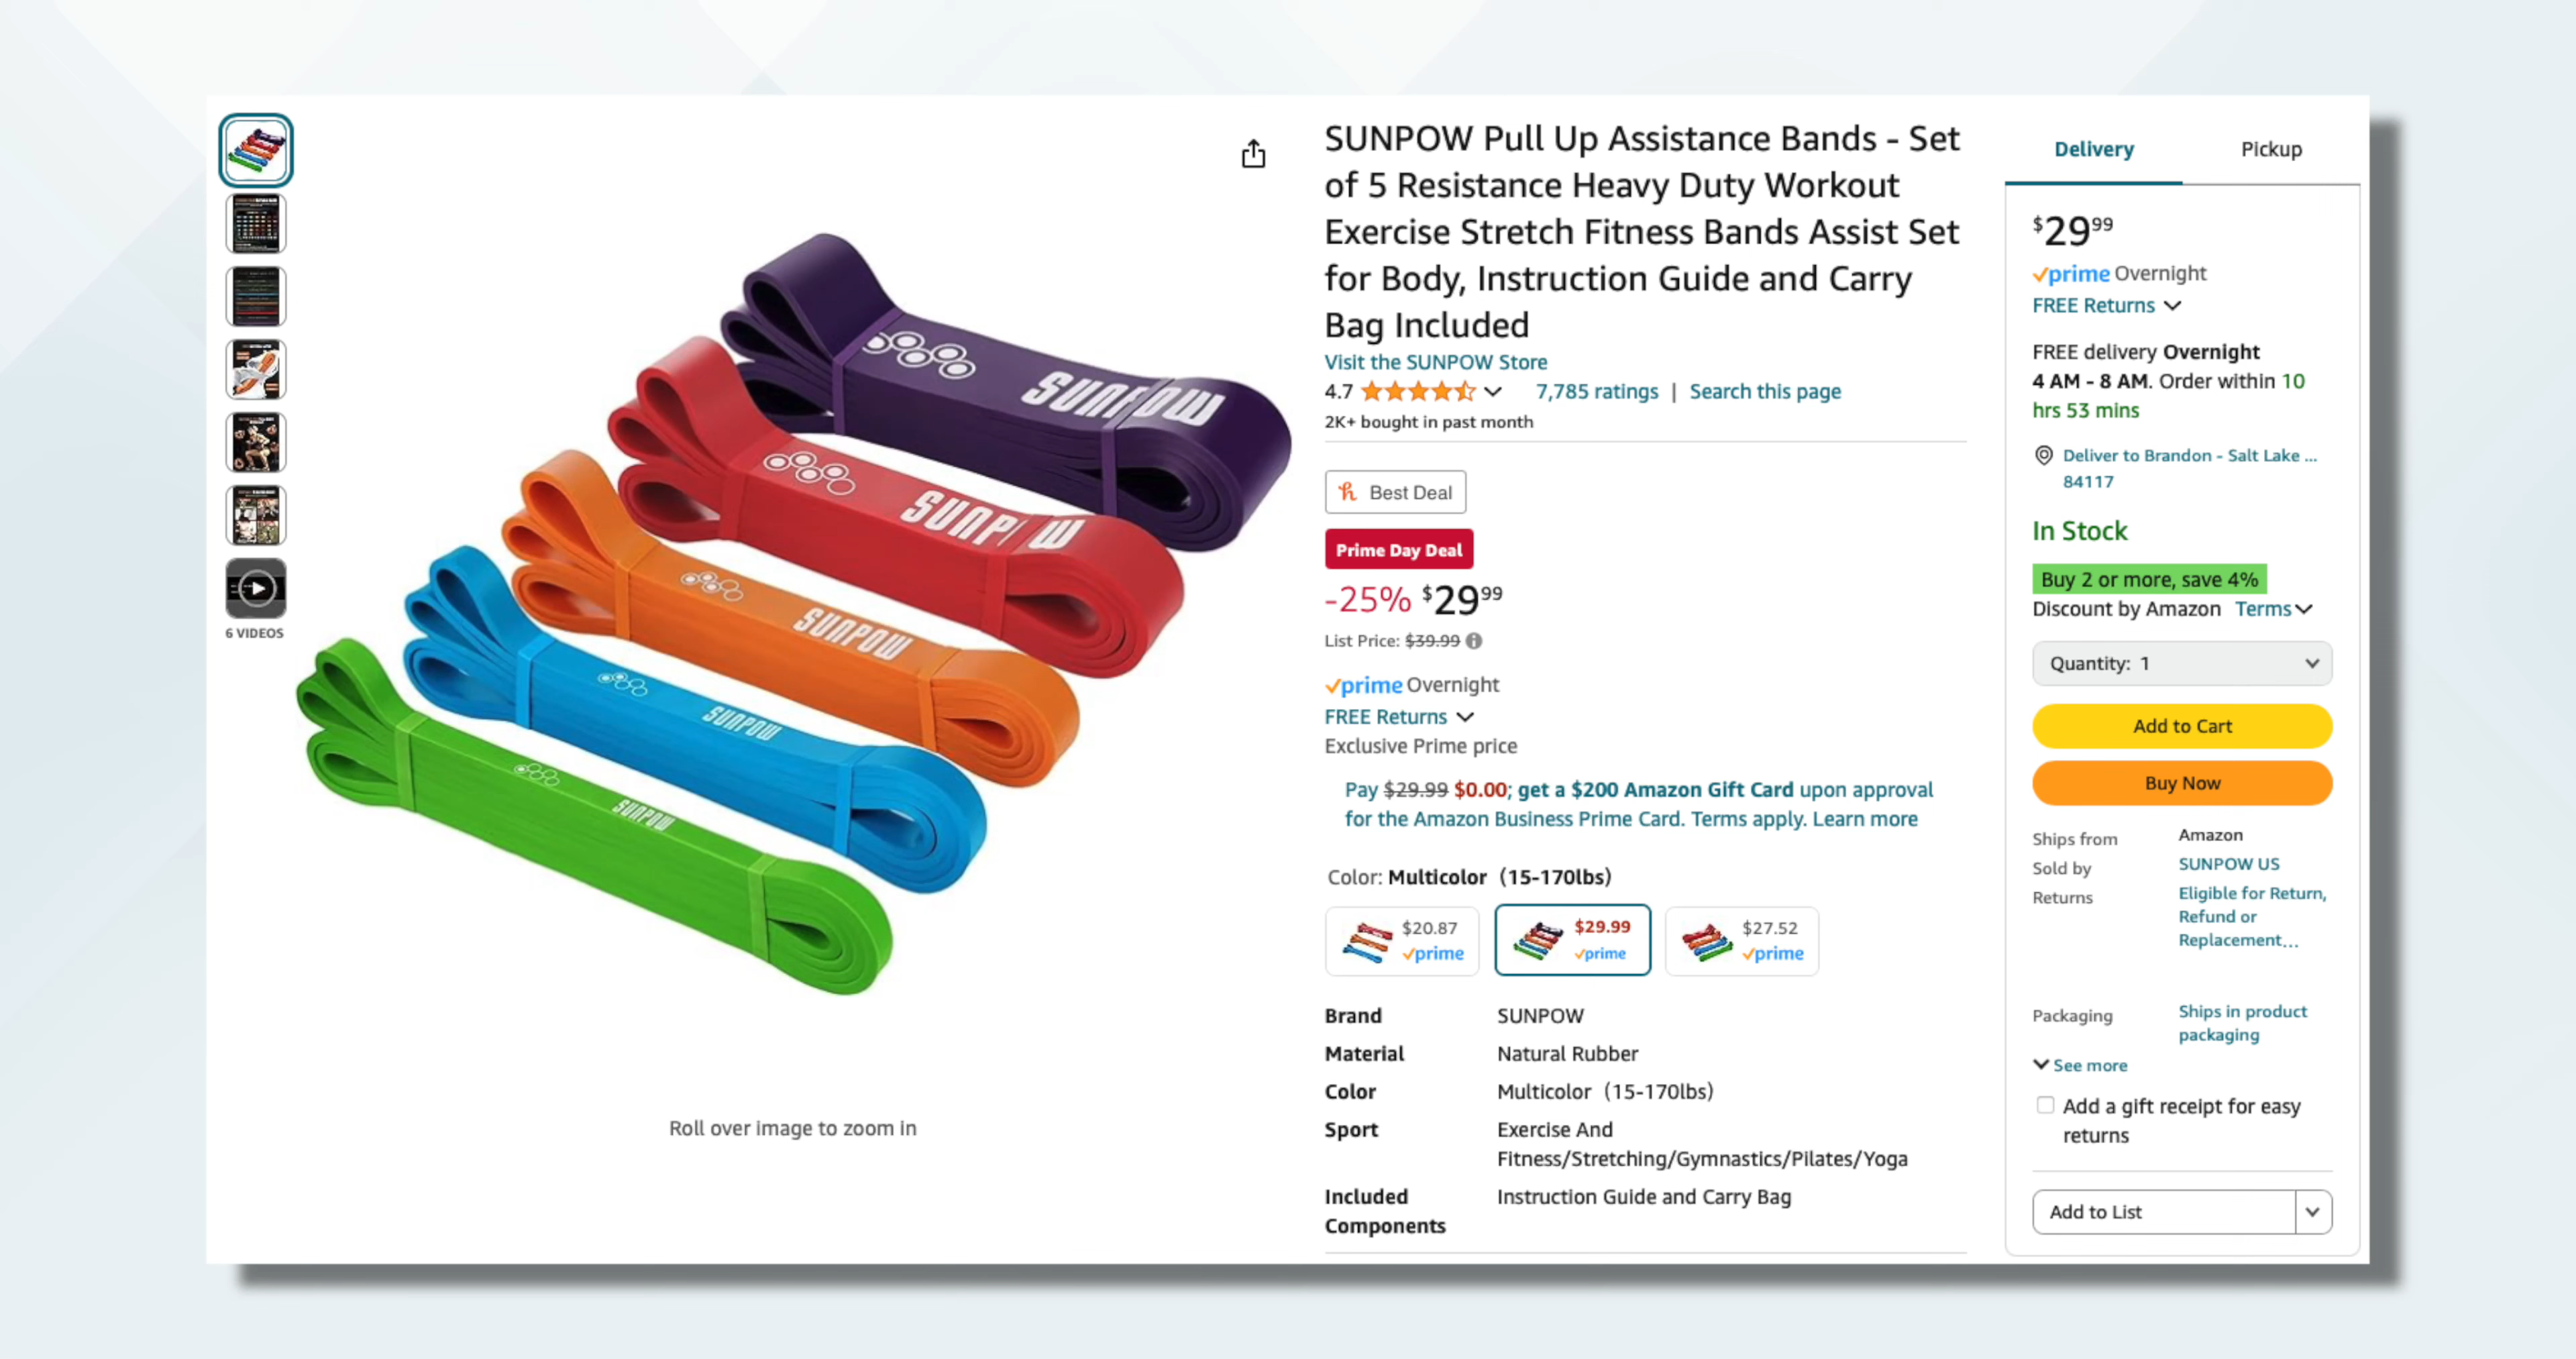 6 VIDEOS
SUNPOW
SUNPOW
SUNPOW
SUNPOW
SUNPOW
Roll over image to zoom in
SUNPOW Pull Up Assistance Bands - Set
of 5 Resistance Heavy Duty Workout
Exercise Stretch Fitness Bands Assist Set
for Body, Instruction Guide and Carry
Bag Included
Visit the SUNPOW Store
4.7 7,785 ratings | Search this page
2K+ bought in past month
Best Deal
Prime Day Deal
-25% $29 99
List Price: $39.99
prime Overnight
FREE Returns
Exclusive Prime price
Pay $29.99 $0.00; get a $200 Amazon Gift Card upon approval
for the Amazon Business Prime Card. Terms apply. Learn more
Color: Multicolor（15-170lbs）
$20.87 $29.99 $27.52
prime prime prime
Brand SUNPOW
Material Natural Rubber
Color Multicolor（15-170lbs）
Sport Exercise And
Fitness/Stretching/Gymnastics/Pilates/Yoga
Included Instruction Guide and Carry Bag
Components
Delivery Pickup
$29 99
prime Overnight
FREE Returns
FREE delivery Overnight
4 AM - 8 AM. Order within 10
hrs 53 mins
Deliver to Brandon - Salt Lake ...
84117
In Stock
Buy 2 or more, save 4%
Discount by Amazon Terms
Quantity: 1
Add to Cart
Buy Now
Ships from Amazon
Sold by SUNPOW US
Returns Eligible for Return,
Refund or
Replacement...
Packaging Ships in product
packaging
See more
Add a gift receipt for easy
returns
Add to List